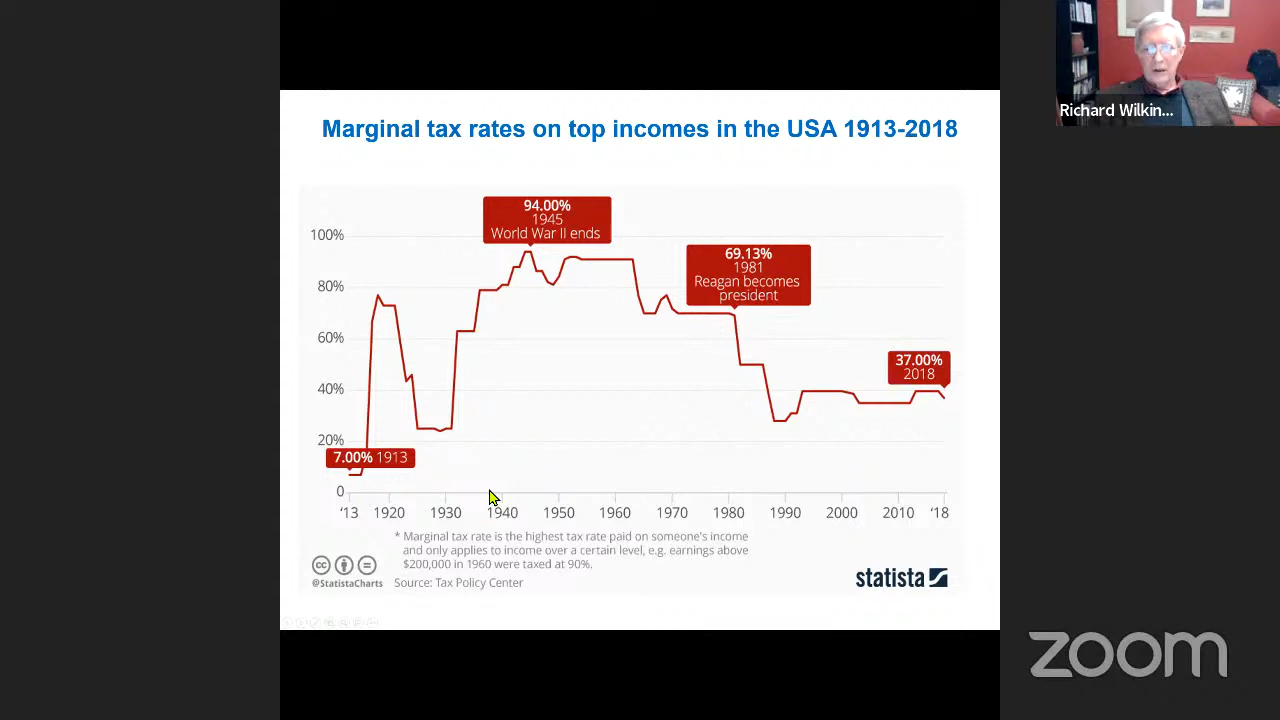 Richard Wilkin...
Marginal tax rates on top incomes in the USA 1913-2018
94.00%
1945
World War II ends
69.13%
1981
Reagan becomes
president
37.00%
2018
7.00% 1913
100%
80%
60%
40%
20%
0
'13 1920 1930 1940 1950 1960 1970 1980 1990 2000 2010 '18
* Marginal tax rate is the highest tax rate paid on someone's income
and only applies to income over a certain level, e.g. earnings above
$200,000 in 1960 were taxed at 90%.
cc
@StatistaCharts
Source: Tax Policy Center
statista
zoom